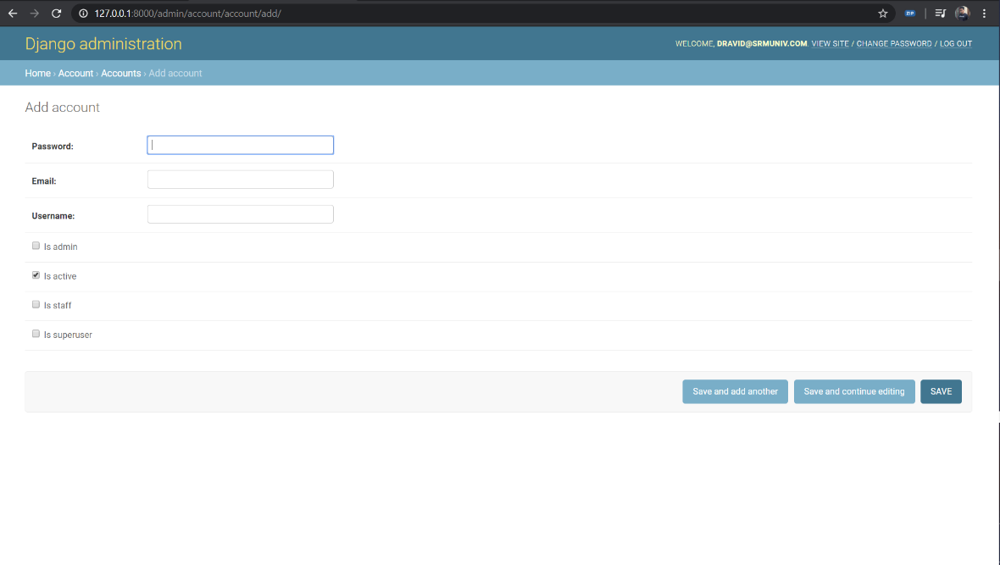 127.0.0.1:8000/admin/account/account/add/
ZIP
Django administration
WELCOME, DRAVID@SRMUNIV.COM. VIEW SITE / CHANGE PASSWORD / LOG OUT
Home › Account › Accounts › Add account
Add account
Password:
Email:
Username:
Is admin
Is active
Is staff
Is superuser
Save and add another
Save and continue editing
SAVE